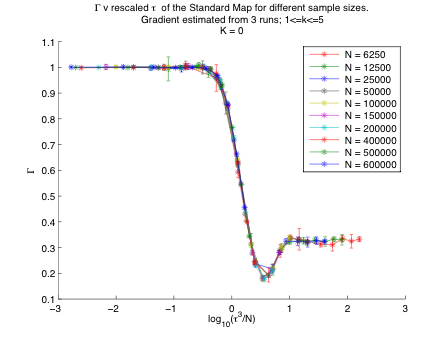 Γ v rescaled τ of the Standard Map for different sample sizes.
Gradient estimated from 3 runs; 1<=k<=5
K = 0
1.1
1
0.9
0.8
0.7
0.6
0.5
0.4
0.3
0.2
0.1
Γ
N = 6250
N = 12500
N = 25000
N = 50000
N = 100000
N = 150000
N = 200000
N = 400000
N = 500000
N = 600000
−3 −2 −1 0 1 2 3
log10(τ^3/N)